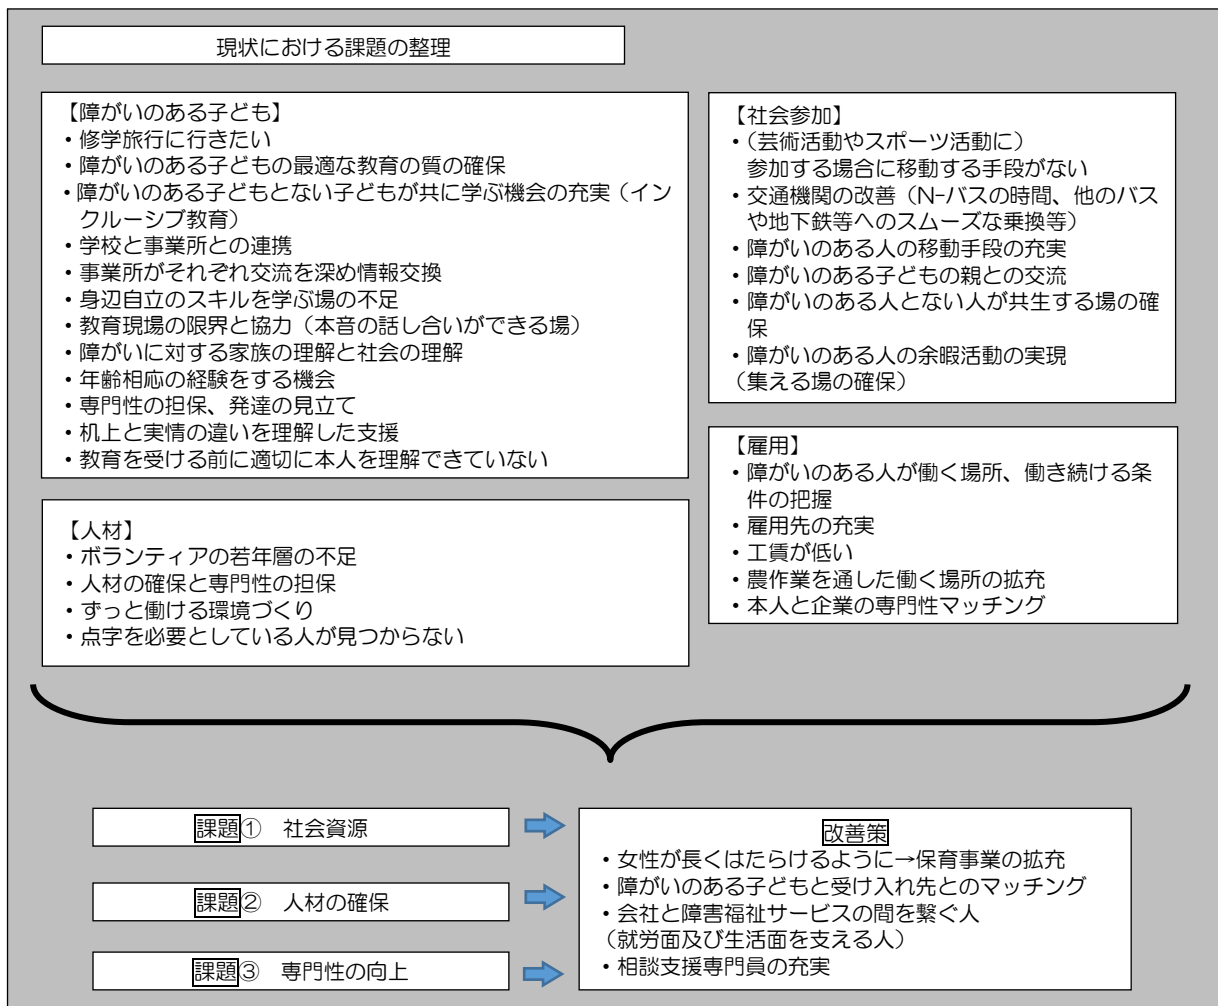 現状における課題の整理
【障がいのある子ども】
・修学旅行に行きたい
・障がいのある子どもの最適な教育の質の確保
・障がいのある子どもとない子どもが共に学ぶ機会の充実（イン
クルーシブ教育）
・学校と事業所との連携
・事業所がそれぞれ交流を深め情報交換
・身辺自立のスキルを学ぶ場の不足
・教育現場の限界と協力（本音の話し合いができる場）
・障がいに対する家族の理解と社会の理解
・年齢相応の経験をする機会
・専門性の担保、発達の見立て
・机上と実情の違いを理解した支援
・教育を受ける前に適切に本人を理解できていない
【人材】
・ボランティアの若年層の不足
・人材の確保と専門性の担保
・ずっと働ける環境づくり
・点字を必要としている人が見つからない
【社会参加】
・（芸術活動やスポーツ活動に）
参加する場合に移動する手段がない
・交通機関の改善（N-バスの時間、他のバス
や地下鉄等へのスムーズな乗換等）
・障がいのある人の移動手段の充実
・障がいのある子どもの親との交流
・障がいのある人とない人が共生する場の確
保
・障がいのある人の余暇活動の実現
（集える場の確保）
【雇用】
・障がいのある人が働く場所、働き続ける条
件の把握
・雇用先の充実
・工賃が低い
・農作業を通した働く場所の拡充
・本人と企業の専門性マッチング
課題① 社会資源
課題② 人材の確保
課題③ 専門性の向上
改善策
・女性が長くはたらけるように→保育事業の拡充
・障がいのある子どもと受け入れ先とのマッチング
・会社と障害福祉サービスの間を繋ぐ人
（就労面及び生活面を支える人）
・相談支援専門員の充実